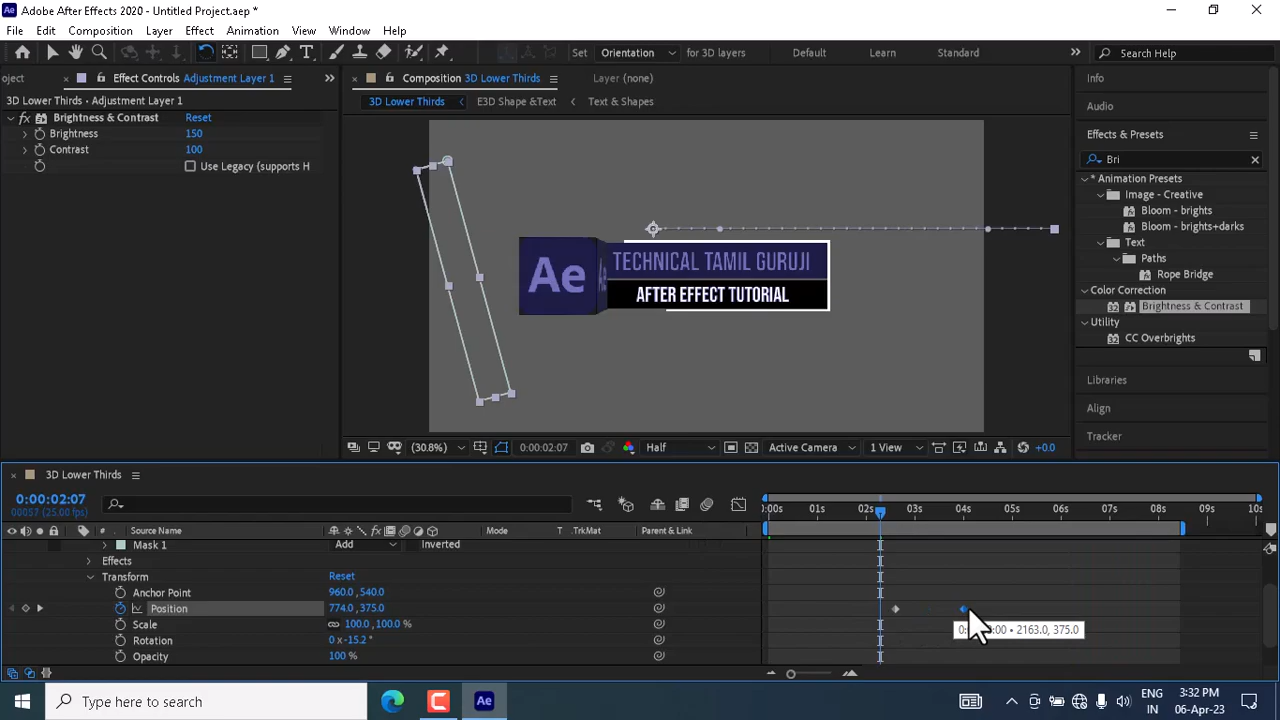 Adobe After Effects 2020 - Untitled Project.aep *
File Edit Composition Layer Effect Animation View Window Help
Set Orientation for 3D layers Default Learn Standard Search Help
oject Effect Controls Adjustment Layer 1
Composition 3D Lower Thirds Layer (none)
3D Lower Thirds • Adjustment Layer 1
fx Brightness & Contrast Reset
Brightness 150
Contrast 100
Use Legacy (supports H
3D Lower Thirds E3D Shape &Text Text & Shapes
Ae
TECHNICAL TAMIL GURUJI
AFTER EFFECT TUTORIAL
(30.8%) 0:00:02:07 Half Active Camera 1 View +0.0
Info
Audio
Effects & Presets
Bri
* Animation Presets
Image - Creative
Bloom - brights
Bloom - brights+darks
Text
Paths
Rope Bridge
Color Correction
Brightness & Contrast
Utility
CC Overbrights
Libraries
Align
Tracker
3D Lower Thirds
0:00:02:07
00057 (25.00 fps)
Source Name Mode T .TrkMat Parent & Link
0:00s 01s 02s 03s 04s 05s 06s 07s 08s 09s 10s
Mask 1 Add Inverted
Effects
Transform Reset
Anchor Point 960.0, 540.0
Position 774.0, 375.0
Scale 100.0, 100.0 %
Rotation 0 x -15.2 °
Opacity 100 %
:00 • 2163.0, 375.0
Type here to search
Ae
ENG
IN
3:32 PM
06-Apr-23